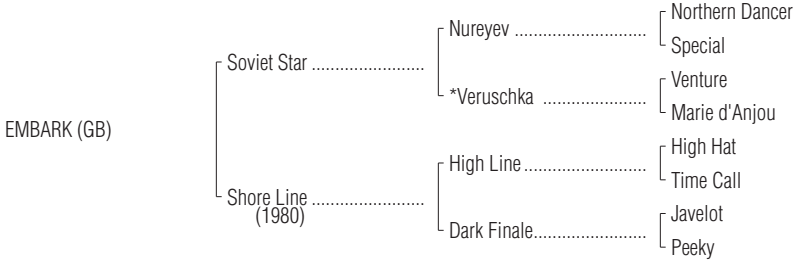 Northern Dancer
Nureyev ............................
Special
Soviet Star ........................
Venture
*Veruschka ......................
Marie d'Anjou
EMBARK (GB)
High Hat
High Line..........................
Time Call
Shore Line ........................
(1980)
Javelot
Dark Finale........................
Peeky